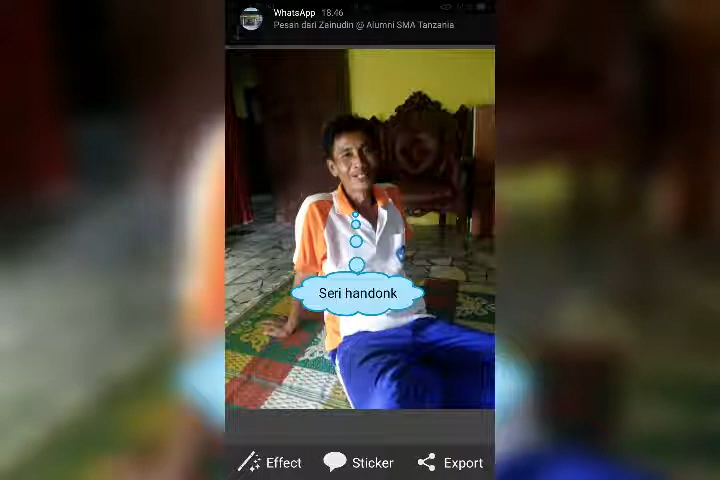 WhatsApp 18.46
Pesan dari Zainudin @ Alumni SMA Tanzania
Seri handonk
Effect
Sticker
Export